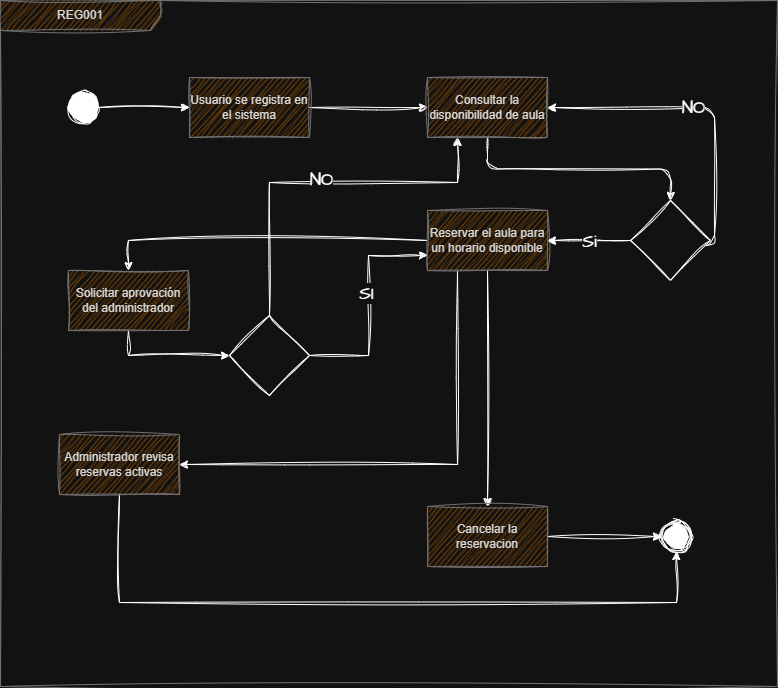 REG001
Usuario se registra en
el sistema
Consultar la
disponibilidad de aula
No
No
Reservar el aula para
un horario disponible
Si
Solicitar aprovación
del administrador
SI
Administrador revisa
reservas activas
Cancelar la
reservacion